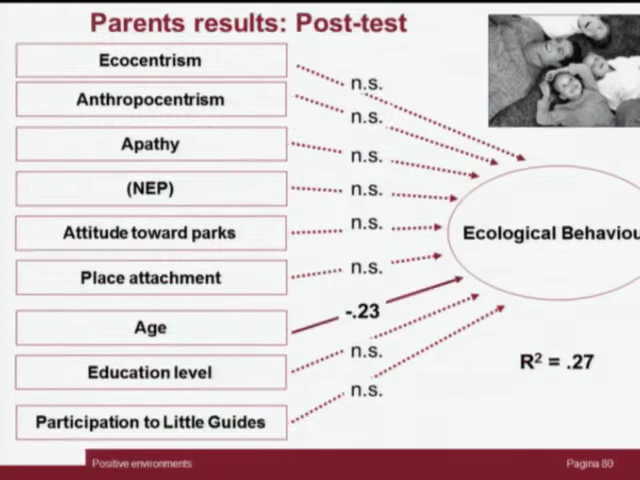 Parents results: Post-test
Ecocentrism
n.s.
Anthropocentrism
n.s.
Apathy
n.s.
(NEP)
n.s.
Attitude toward parks
n.s.
Ecological Behaviou
Place attachment
n.s.
Age
-.23
Education level
n.s.
R² = .27
Participation to Little Guides
n.s.
Positive environments
Pagina 80